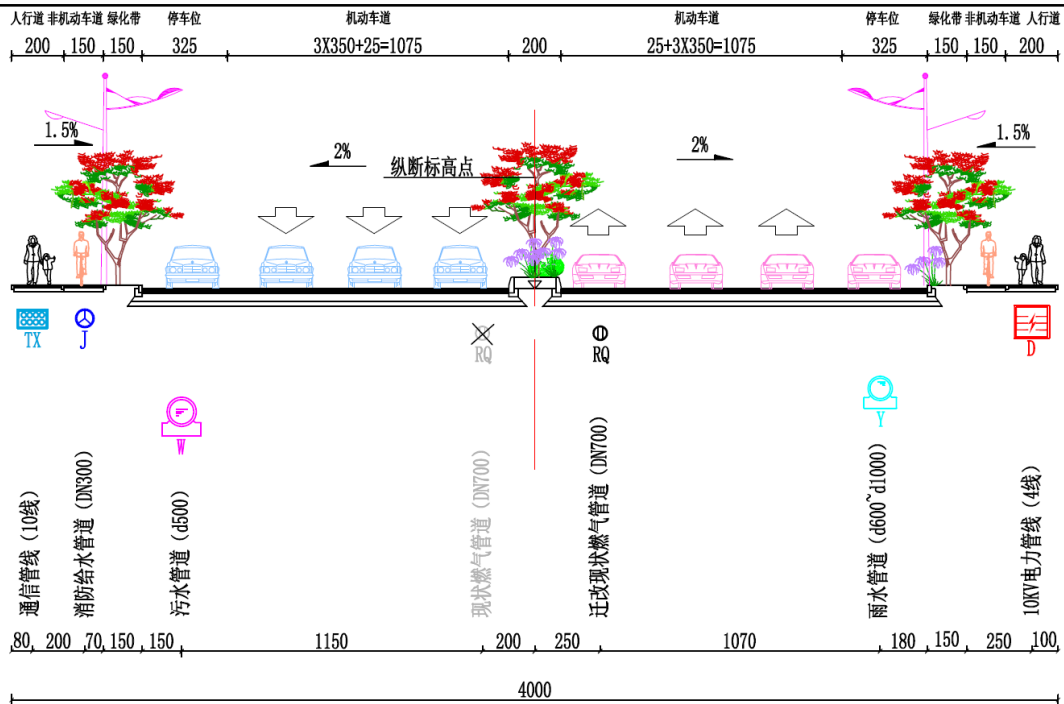 人行道 非机动车道 绿化带 停车位 机动车道 机动车道 停车位 绿化带 非机动车道 人行道
200 150 150 325 3X350+25=1075 200 25+3X350=1075 325 150 150 200
1.5% 2% 纵断标高点 2% 1.5%
TX J RQ RQ D
W Y
通信管线（10线）
消防给水管道（DN300）
污水管道（d500）
现状燃气管道（DN700）
迁改现状燃气管道（DN700）
雨水管道（d600~d1000）
10KV电力管线（4线）
80 200 70 150 150 1150 200 250 1070 180 150 250 100
4000